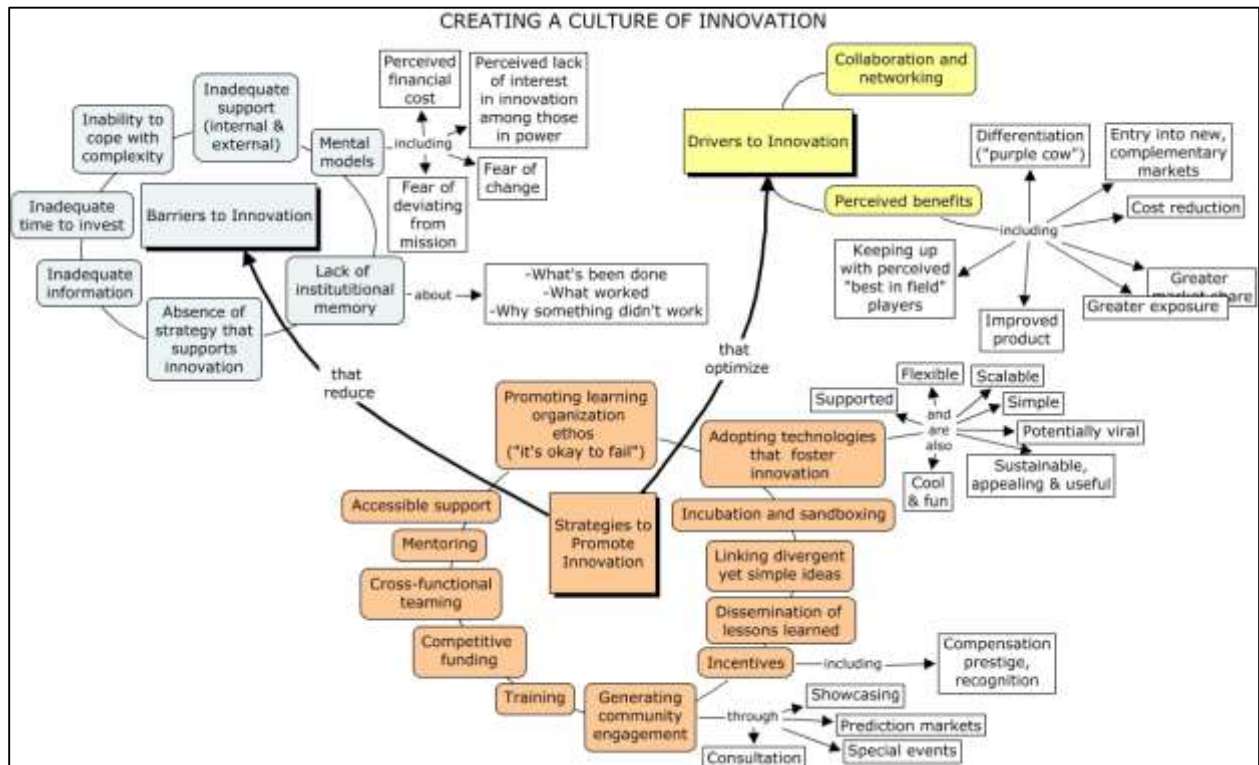 CREATING A CULTURE OF INNOVATION
Inadequate
support
(internal &
external)
Inability to
cope with
complexity
Mental
models
Inadequate
time to invest
Barriers to Innovation
Inadequate
information
Lack of
institutitional
memory
Absence of
strategy that
supports
innovation
including
Perceived
financial
cost
Perceived lack
of interest
in innovation
among those
in power
Fear of
change
Fear of
deviating
from
mission
about
-What's been done
-What worked
-Why something didn't work
Collaboration and
networking
Drivers to Innovation
Perceived benefits
including
Differentiation
("purple cow")
Entry into new,
complementary
markets
Cost reduction
Greater
market share
Greater exposure
Improved
product
Keeping up
with perceived
"best in field"
players
that
reduce
that
optimize
Strategies to
Promote
Innovation
Promoting learning
organization
ethos
("it's okay to fail")
Adopting technologies
that foster
innovation
and
are
also
Supported
Flexible
Scalable
Simple
Potentially viral
Sustainable,
appealing & useful
Cool
& fun
Incubation and sandboxing
Linking divergent
yet simple ideas
Dissemination of
lessons learned
Incentives
including
Compensation
prestige,
recognition
Generating
community
engagement
through
Showcasing
Prediction markets
Special events
Consultation
Training
Competitive
funding
Cross-functional
teaming
Mentoring
Accessible support